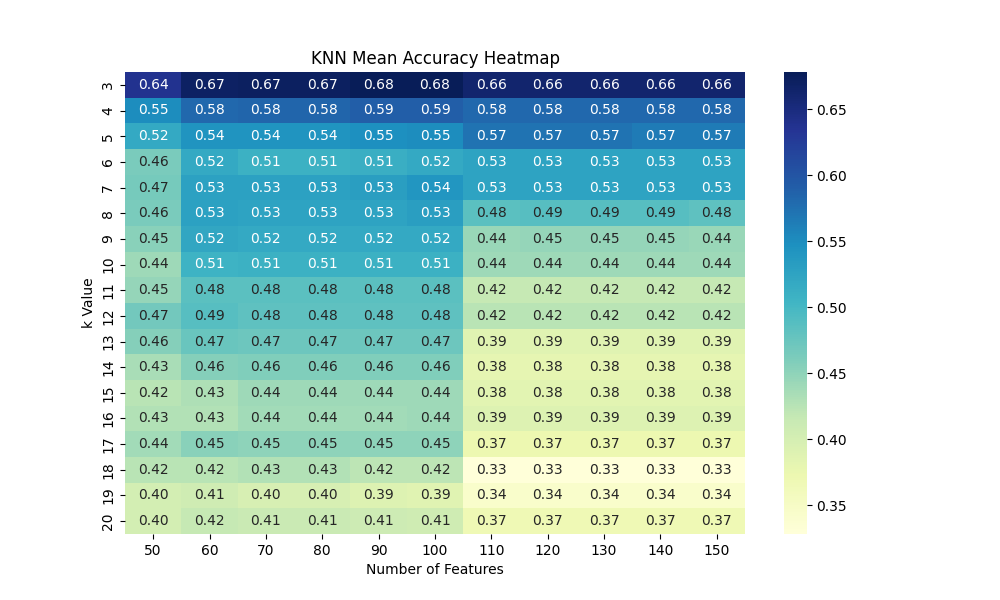 KNN Mean Accuracy Heatmap
3 0.64 0.67 0.67 0.67 0.68 0.68 0.66 0.66 0.66 0.66 0.66
4 0.55 0.58 0.58 0.58 0.59 0.59 0.58 0.58 0.58 0.58 0.58
5 0.52 0.54 0.54 0.54 0.55 0.55 0.57 0.57 0.57 0.57 0.57
6 0.46 0.52 0.51 0.51 0.51 0.52 0.53 0.53 0.53 0.53 0.53
7 0.47 0.53 0.53 0.53 0.53 0.54 0.53 0.53 0.53 0.53 0.53
8 0.46 0.53 0.53 0.53 0.53 0.53 0.48 0.49 0.49 0.49 0.48
9 0.45 0.52 0.52 0.52 0.52 0.52 0.44 0.45 0.45 0.45 0.44
10 0.44 0.51 0.51 0.51 0.51 0.51 0.44 0.44 0.44 0.44 0.44
11 0.45 0.48 0.48 0.48 0.48 0.48 0.42 0.42 0.42 0.42 0.42
12 0.47 0.49 0.48 0.48 0.48 0.48 0.42 0.42 0.42 0.42 0.42
13 0.46 0.47 0.47 0.47 0.47 0.47 0.39 0.39 0.39 0.39 0.39
14 0.43 0.46 0.46 0.46 0.46 0.46 0.38 0.38 0.38 0.38 0.38
15 0.42 0.43 0.44 0.44 0.44 0.44 0.38 0.38 0.38 0.38 0.38
16 0.43 0.43 0.44 0.44 0.44 0.44 0.39 0.39 0.39 0.39 0.39
17 0.44 0.45 0.45 0.45 0.45 0.45 0.37 0.37 0.37 0.37 0.37
18 0.42 0.42 0.43 0.43 0.42 0.42 0.33 0.33 0.33 0.33 0.33
19 0.40 0.41 0.40 0.40 0.39 0.39 0.34 0.34 0.34 0.34 0.34
20 0.40 0.42 0.41 0.41 0.41 0.41 0.37 0.37 0.37 0.37 0.37
50 60 70 80 90 100 110 120 130 140 150
Number of Features
k Value
0.65
0.60
0.55
0.50
0.45
0.40
0.35